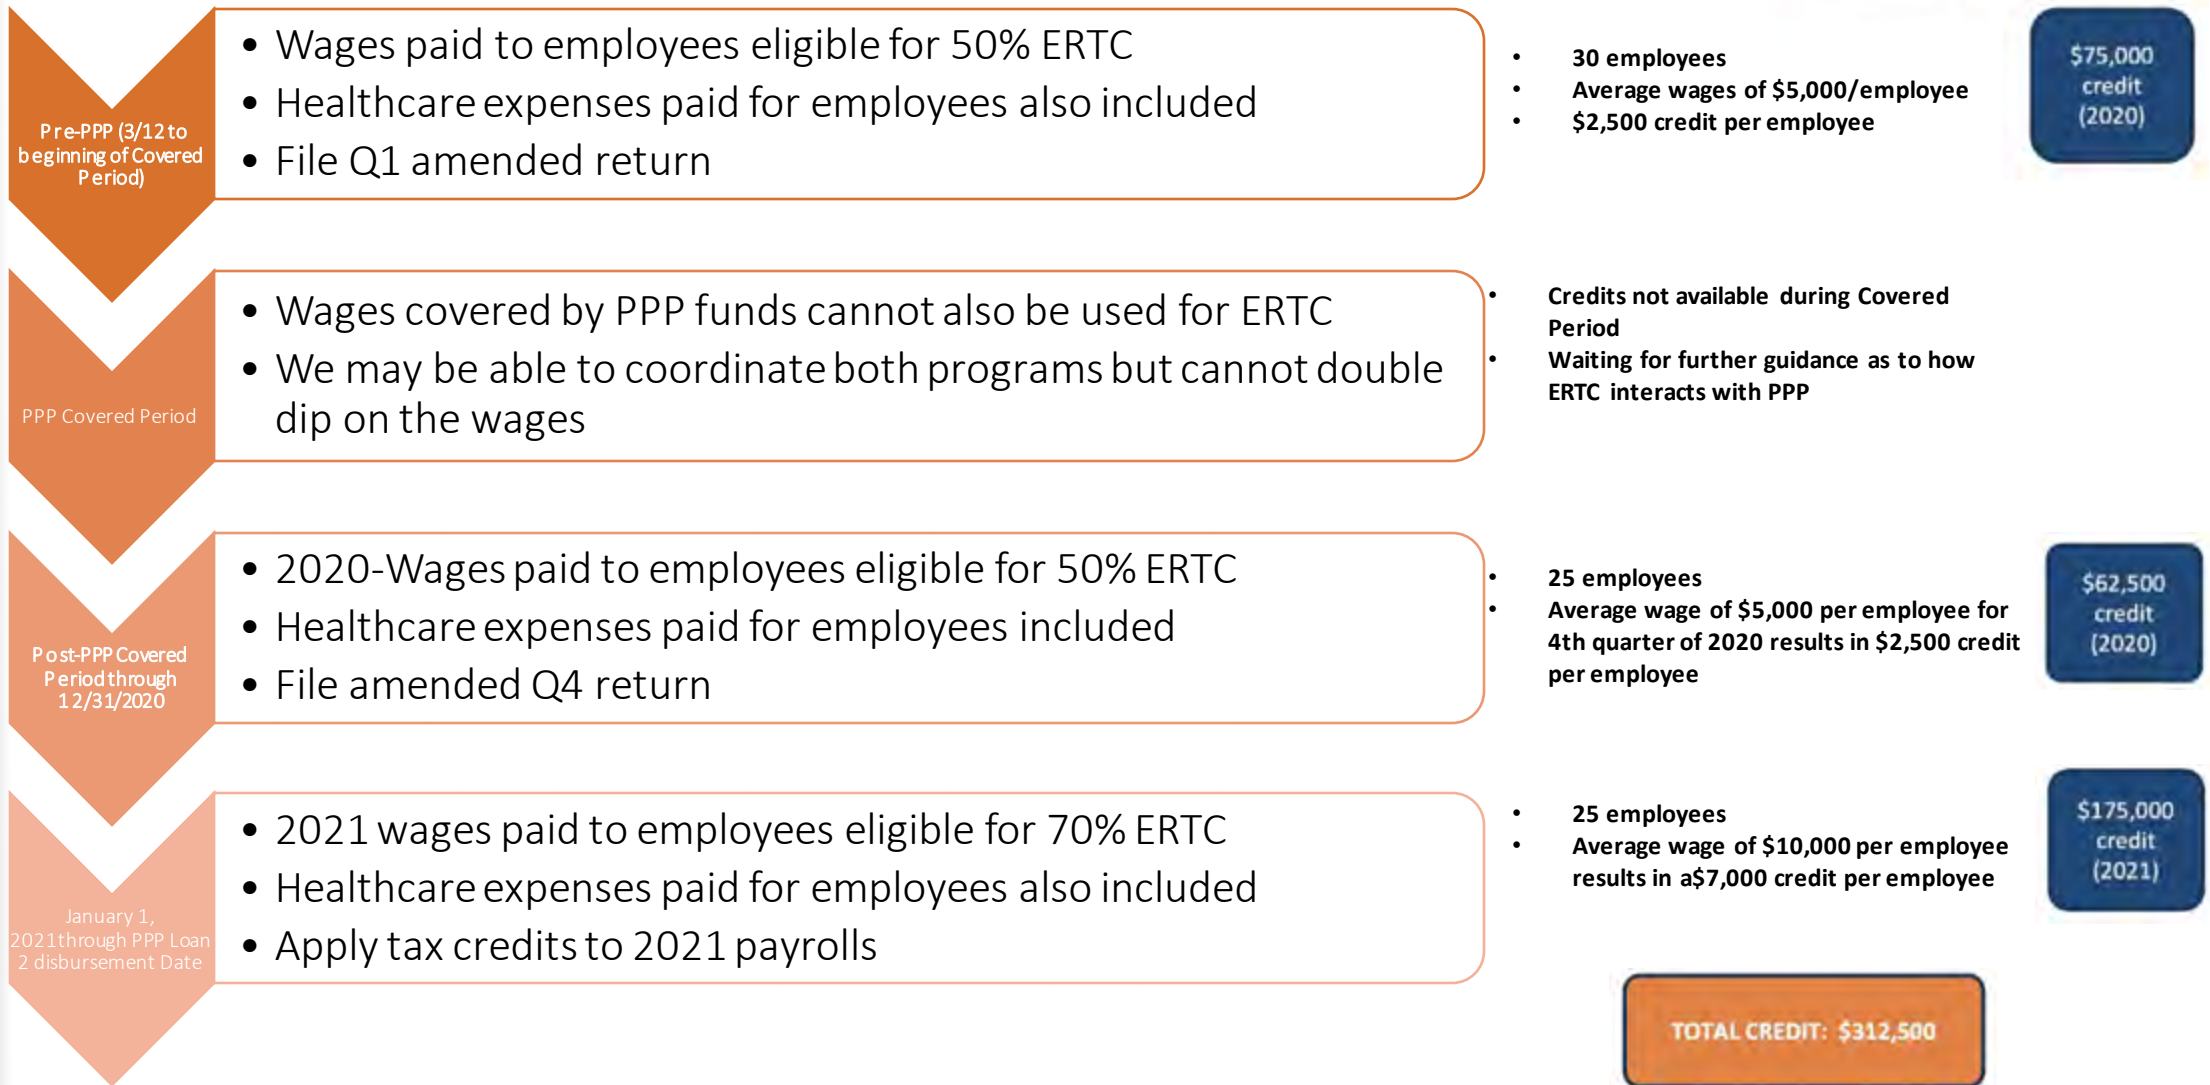 Pre-PPP (3/12 to
beginning of Covered
Period)
• Wages paid to employees eligible for 50% ERTC
• Healthcare expenses paid for employees also included
• File Q1 amended return
• 30 employees
• Average wages of $5,000/employee
• $2,500 credit per employee
$75,000
credit
(2020)
PPP Covered Period
• Wages covered by PPP funds cannot also be used for ERTC
• We may be able to coordinate both programs but cannot double
dip on the wages
• Credits not available during Covered
Period
• Waiting for further guidance as to how
ERTC interacts with PPP
Post-PPP Covered
Period through
12/31/2020
• 2020-Wages paid to employees eligible for 50% ERTC
• Healthcare expenses paid for employees included
• File amended Q4 return
• 25 employees
• Average wage of $5,000 per employee for
4th quarter of 2020 results in $2,500 credit
per employee
$62,500
credit
(2020)
January 1,
2021through PPP Loan
2 disbursement Date
• 2021 wages paid to employees eligible for 70% ERTC
• Healthcare expenses paid for employees also included
• Apply tax credits to 2021 payrolls
• 25 employees
• Average wage of $10,000 per employee
results in a$7,000 credit per employee
$175,000
credit
(2021)
TOTAL CREDIT: $312,500